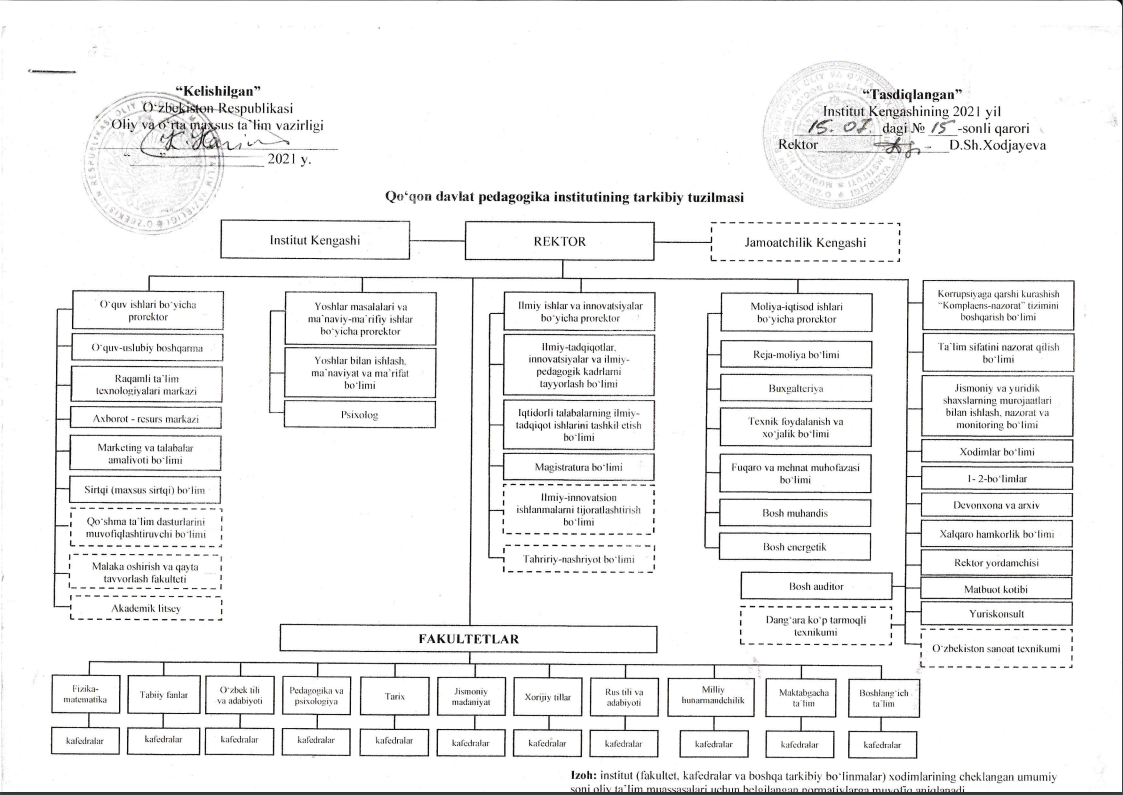 “Kelishilgan”
O‘zbekiston Respublikasi
Oliy va o‘rta maxsus ta`lim vazirligi
“ ” 2021 y.
“Tasdiqlangan”
Institut Kengashining 2021 yil
15. 07. dagi № 15 -sonli qarori
Rektor D.Sh.Xodjayeva
Qo‘qon davlat pedagogika institutining tarkibiy tuzilmasi
Institut Kengashi
REKTOR
Jamoatchilik Kengashi
O‘quv ishlari bo‘yicha
prorektor
O‘quv-uslubiy boshqarma
Raqamli ta`lim
texnologiyalari markazi
Axborot - resurs markazi
Marketing va talabalar
amalivoti bo‘limi
Sirtqi (maxsus sirtqi) bo‘lim
Qo‘shma ta`lim dasturlarini
muvofiqlashtiruvchi bo‘limi
Malaka oshirish va qayta
tavvorlash fakulteti
Akademik litsey
Yoshlar masalalari va
ma`naviy-ma`rifiy ishlar
bo‘yicha prorektor
Yoshlar bilan ishlash,
ma`naviyat va ma`rifat
bo‘limi
Psixolog
Ilmiy ishlar va innovatsiyalar
bo‘yicha prorektor
Ilmiy-tadqiqotlar,
innovatsiyalar va ilmiy-
pedagogik kadrlarni
tayyorlash bo‘limi
Iqtidorli talabalarning ilmiy-
tadqiqot ishlarini tashkil etish
bo‘limi
Magistratura bo‘limi
Ilmiy-innovatsion
ishlanmalarni tijoratlashtirish
bo‘limi
Tahririy-nashriyot bo‘limi
Moliya-iqtisod ishlari
bo‘yicha prorektor
Reja-moliya bo‘limi
Buxgalteriya
Texnik foydalanish va
xo‘jalik bo‘limi
Fuqaro va mehnat muhofazasi
bo‘limi
Bosh muhandis
Bosh energetik
Bosh auditor
Dang‘ara ko‘p tarmoqli
texnikumi
Korrupsiyaga qarshi kurashish
“Komplaens-nazorat” tizimini
boshqarish bo‘limi
Ta`lim sifatini nazorat qilish
bo‘limi
Jismoniy va yuridik
shaxslarning murojaatlari
bilan ishlash, nazorat va
monitoring bo‘limi
Xodimlar bo‘limi
1- 2-bo‘limlar
Devonxona va arxiv
Xalqaro hamkorlik bo‘limi
Rektor yordamchisi
Matbuot kotibi
Yuriskonsult
O‘zbekiston sanoat texnikumi
FAKULTETLAR
Fizika-
matematika
Tabiiy fanlar
O‘zbek tili
va adabiyoti
Pedagogika va
psixologiya
Tarix
Jismoniy
madaniyat
Xorijiy tillar
Rus tili va
adabiyoti
Milliy
hunarmandchilik
Maktabgacha
ta`lim
Boshlang‘ich
ta`lim
kafedralar
kafedralar
kafedralar
kafedralar
kafedralar
kafedralar
kafedralar
kafedralar
kafedralar
kafedralar
kafedralar
Izoh: institut (fakultet, kafedralar va boshqa tarkibiy bo‘linmalar) xodimlarining cheklangan umumiy
soni oliy ta`lim muassasalari uchun belgilangan normativlarga muvofiq aniqlanadi